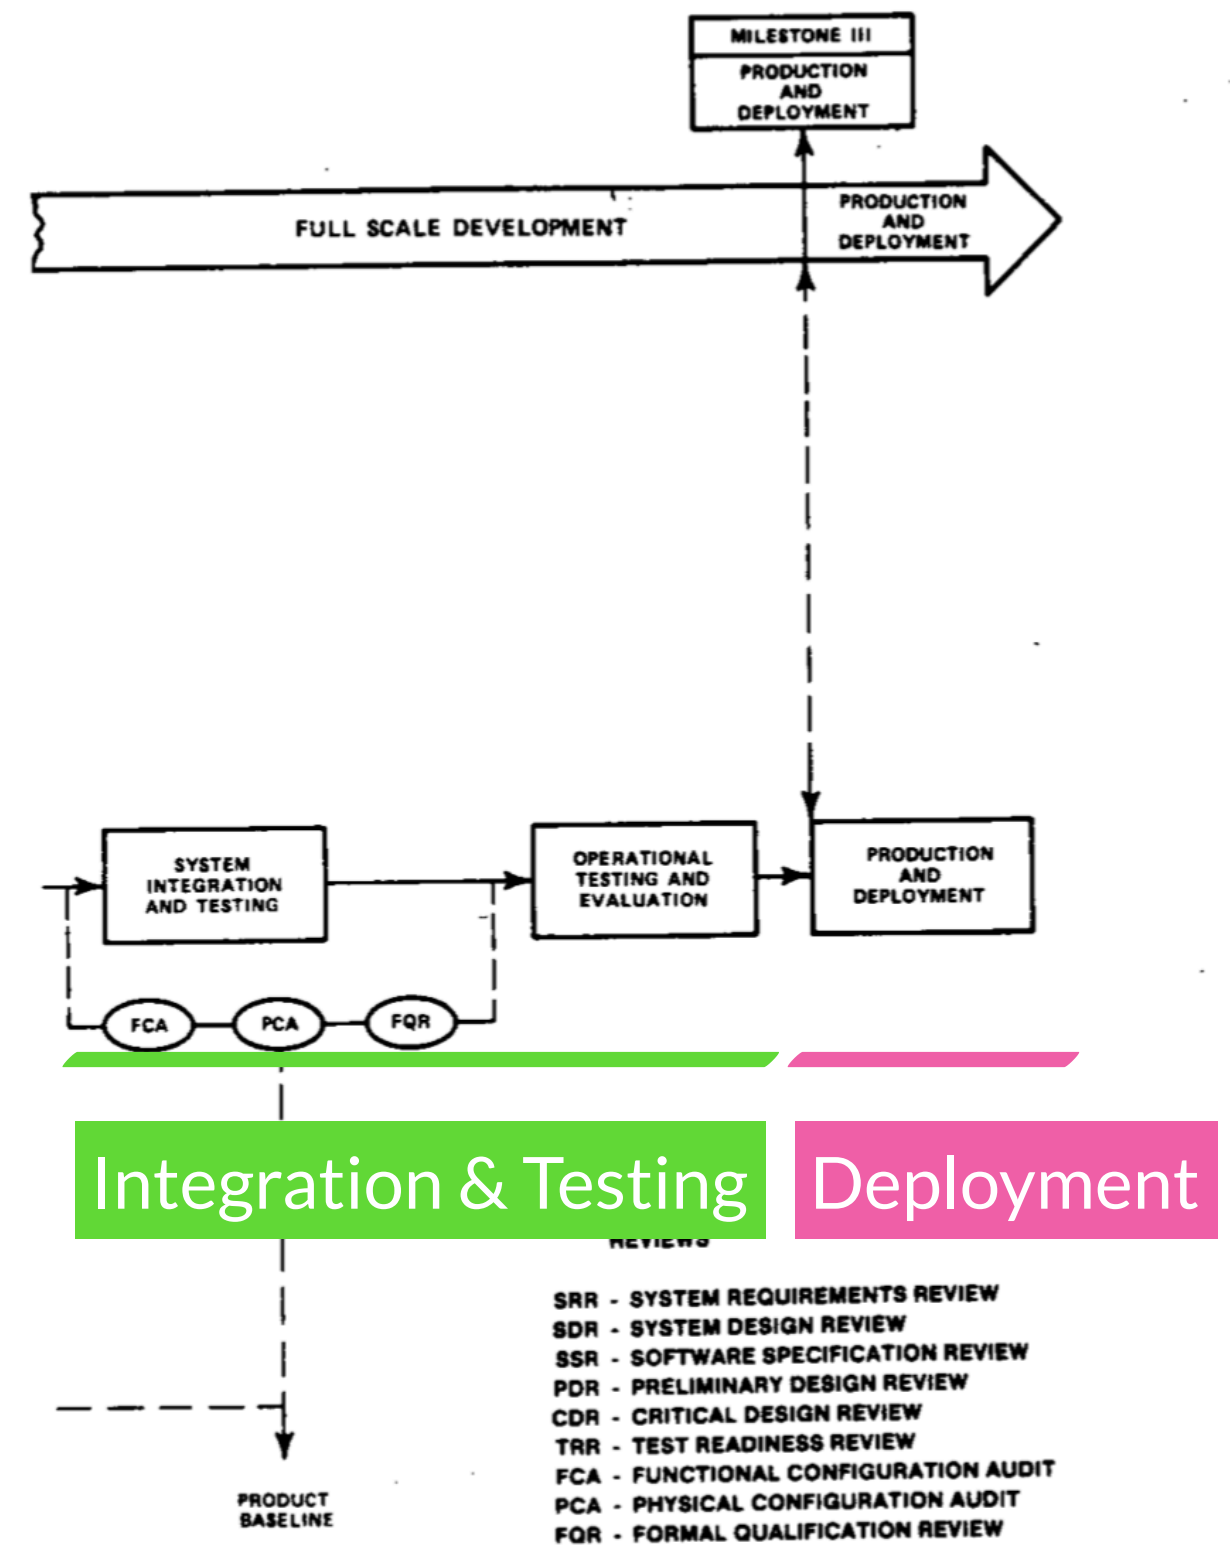 MILESTONE III
PRODUCTION
AND
DEPLOYMENT
FULL SCALE DEVELOPMENT
PRODUCTION
AND
DEPLOYMENT
SYSTEM
INTEGRATION
AND TESTING
OPERATIONAL
TESTING AND
EVALUATION
PRODUCTION
AND
DEPLOYMENT
FCA
PCA
FQR
Integration & Testing
Deployment
REVIEWS
SRR - SYSTEM REQUIREMENTS REVIEW
SDR - SYSTEM DESIGN REVIEW
SSR - SOFTWARE SPECIFICATION REVIEW
PDR - PRELIMINARY DESIGN REVIEW
CDR - CRITICAL DESIGN REVIEW
TRR - TEST READINESS REVIEW
FCA - FUNCTIONAL CONFIGURATION AUDIT
PCA - PHYSICAL CONFIGURATION AUDIT
FQR - FORMAL QUALIFICATION REVIEW
PRODUCT
BASELINE